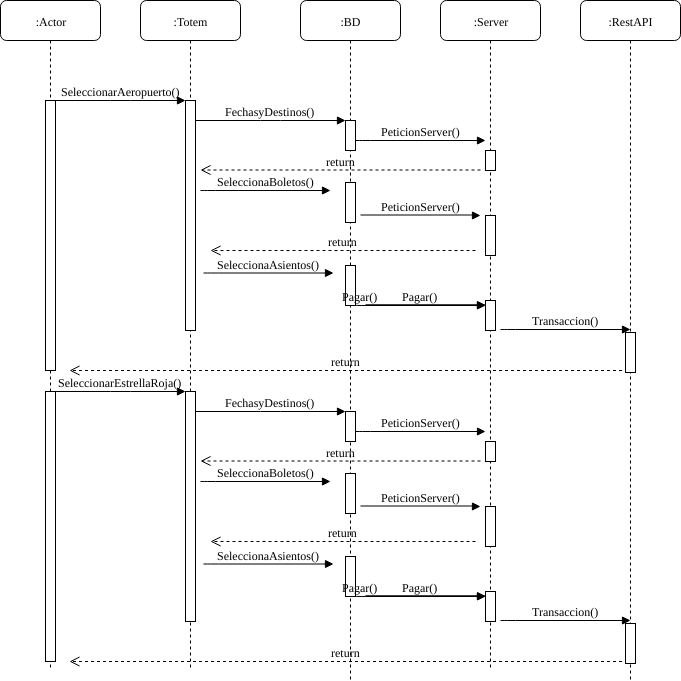 :Actor
:Totem
:BD
:Server
:RestAPI
SeleccionarAeropuerto()
FechasyDestinos()
PeticionServer()
return
SeleccionaBoletos()
PeticionServer()
return
SeleccionaAsientos()
Pagar()
Pagar()
Transaccion()
return
SeleccionarEstrellaRoja()
FechasyDestinos()
PeticionServer()
return
SeleccionaBoletos()
PeticionServer()
return
SeleccionaAsientos()
Pagar()
Pagar()
Transaccion()
return